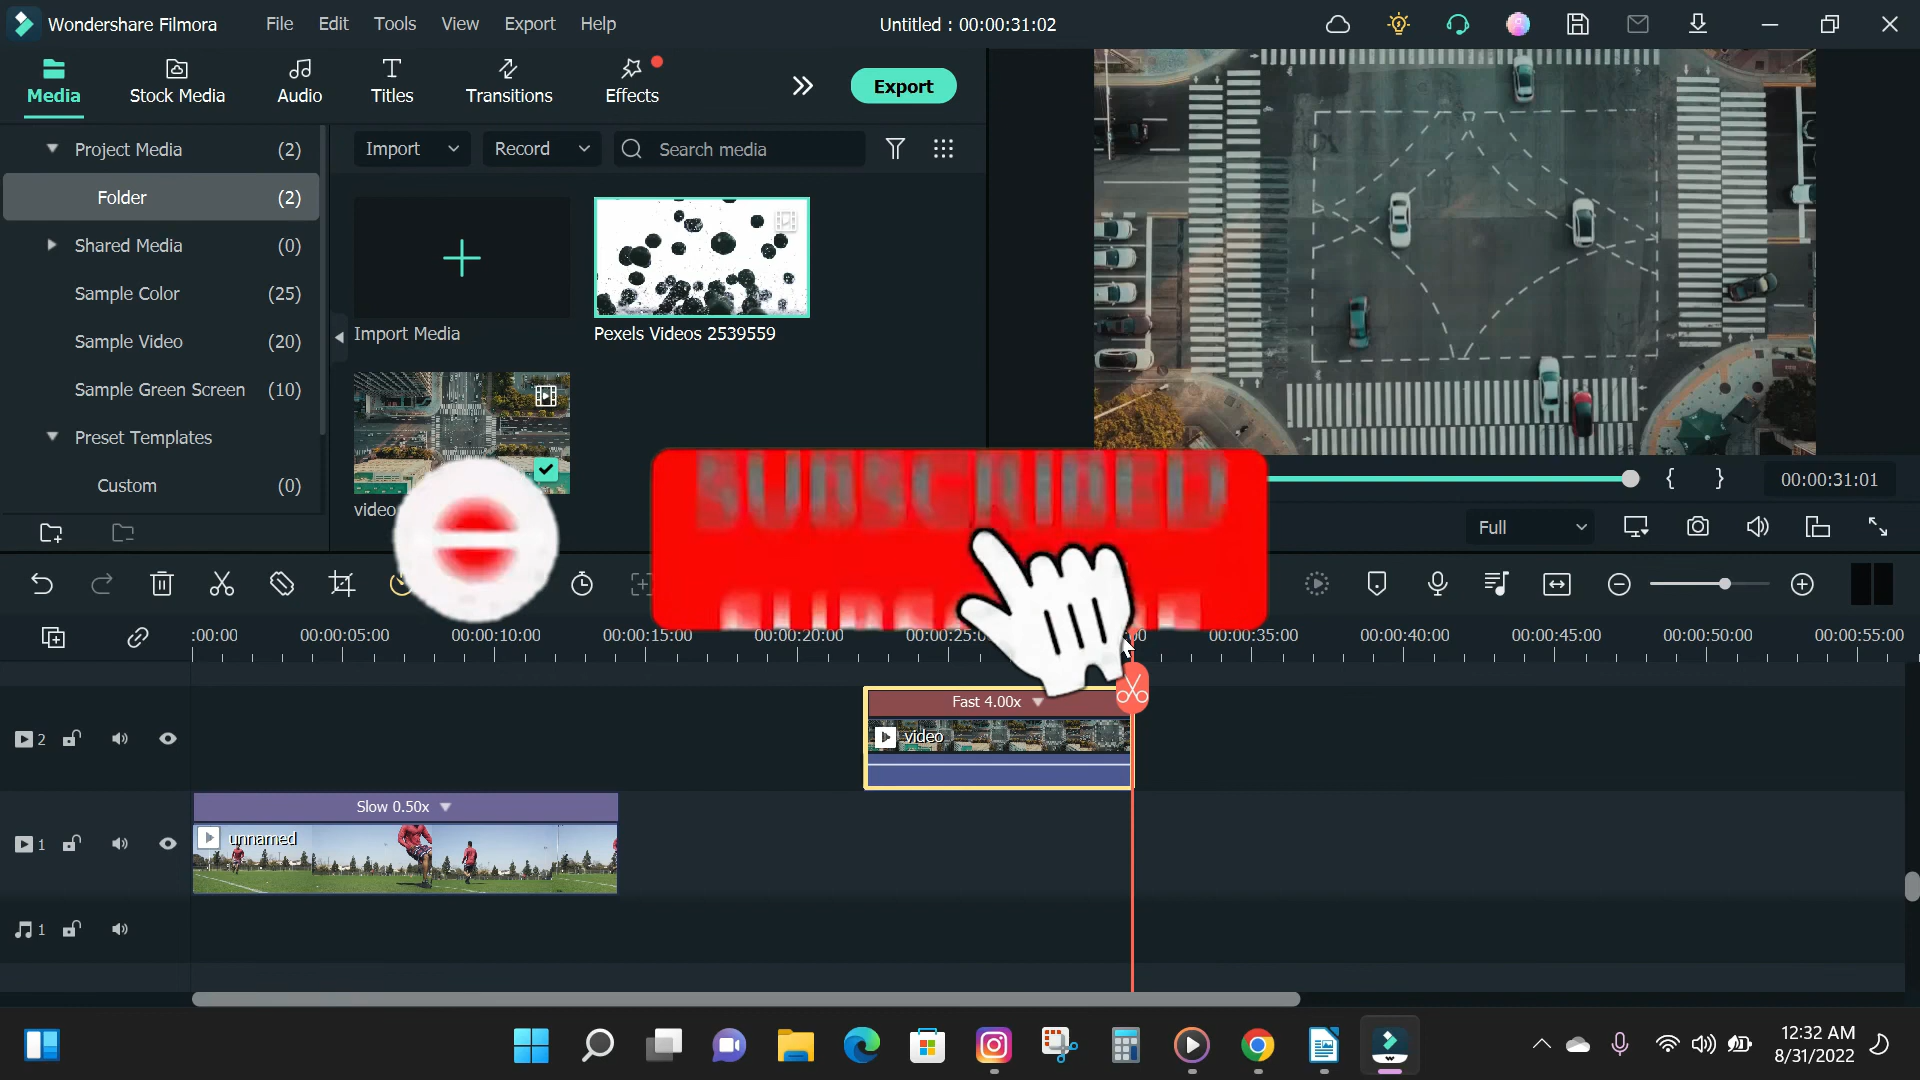 Wondershare Filmora
File Edit Tools View Export Help
Untitled : 00:00:31:02
Media
Stock Media
Audio
Titles
Transitions
Effects
Export
Project Media (2)
Folder (2)
Shared Media (0)
Sample Color (25)
Sample Video (20)
Sample Green Screen (10)
Preset Templates
Custom (0)
Import
Record
Search media
Import Media
Pexels Videos 2539559
video
SUBSCRIBED
00:00:31:01
Full
:00:00 00:00:05:00 00:00:10:00 00:00:15:00 00:00:20:00 00:00:35:00 00:00:40:00 00:00:45:00 00:00:50:00 00:00:55:00
Fast 4.00x
2
video
Slow 0.50x
1
unnamed
1
12:32 AM
8/31/2022